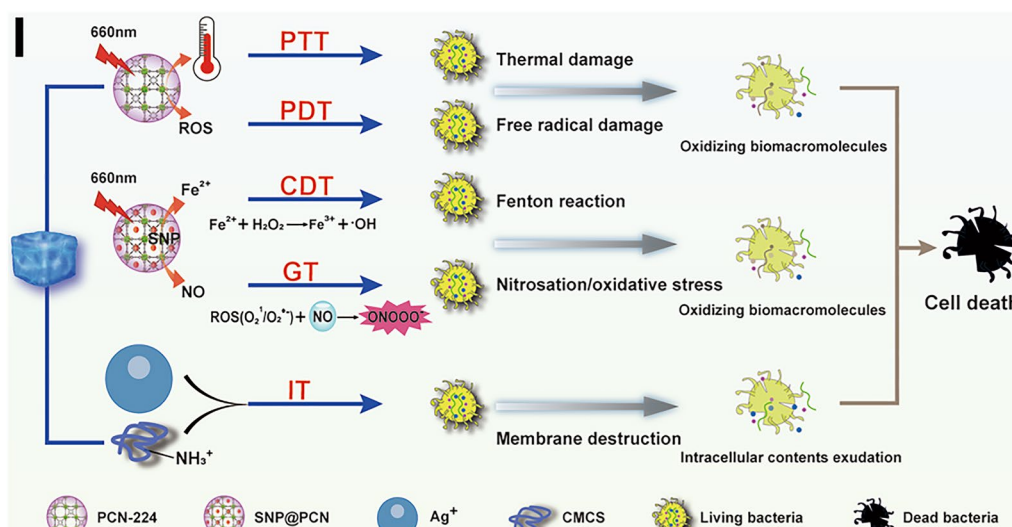 I
660nm
PTT
Thermal damage
ROS
PDT
Free radical damage
Oxidizing biomacromolecules
660nm
Fe²⁺
CDT
Fenton reaction
Fe²⁺ + H₂O₂ → Fe³⁺ + ·OH
SNP
NO
GT
Nitrosation/oxidative stress
ROS(O₂¹/O₂•⁻) + NO → ONOOO⁻
Oxidizing biomacromolecules
Cell death
IT
NH₃⁺
Membrane destruction
Intracellular contents exudation
PCN-224
SNP@PCN
Ag⁺
CMCS
Living bacteria
Dead bacteria